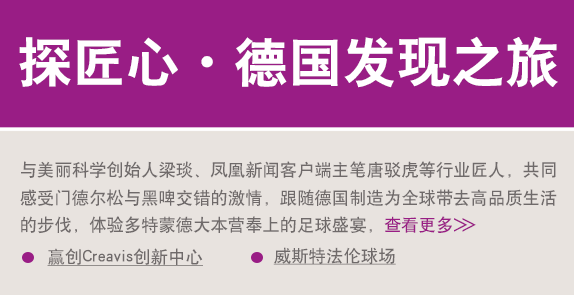 探匠心·德国发现之旅
与美丽科学创始人梁琰、凤凰新闻客户端主笔唐驳虎等行业匠人，共同
感受门德尔松与黑啤交错的激情，跟随德国制造为全球带去高品质生活
的步伐，体验多特蒙德大本营奉上的足球盛宴，查看更多>>
● 赢创Creavis创新中心 ● 威斯特法伦球场